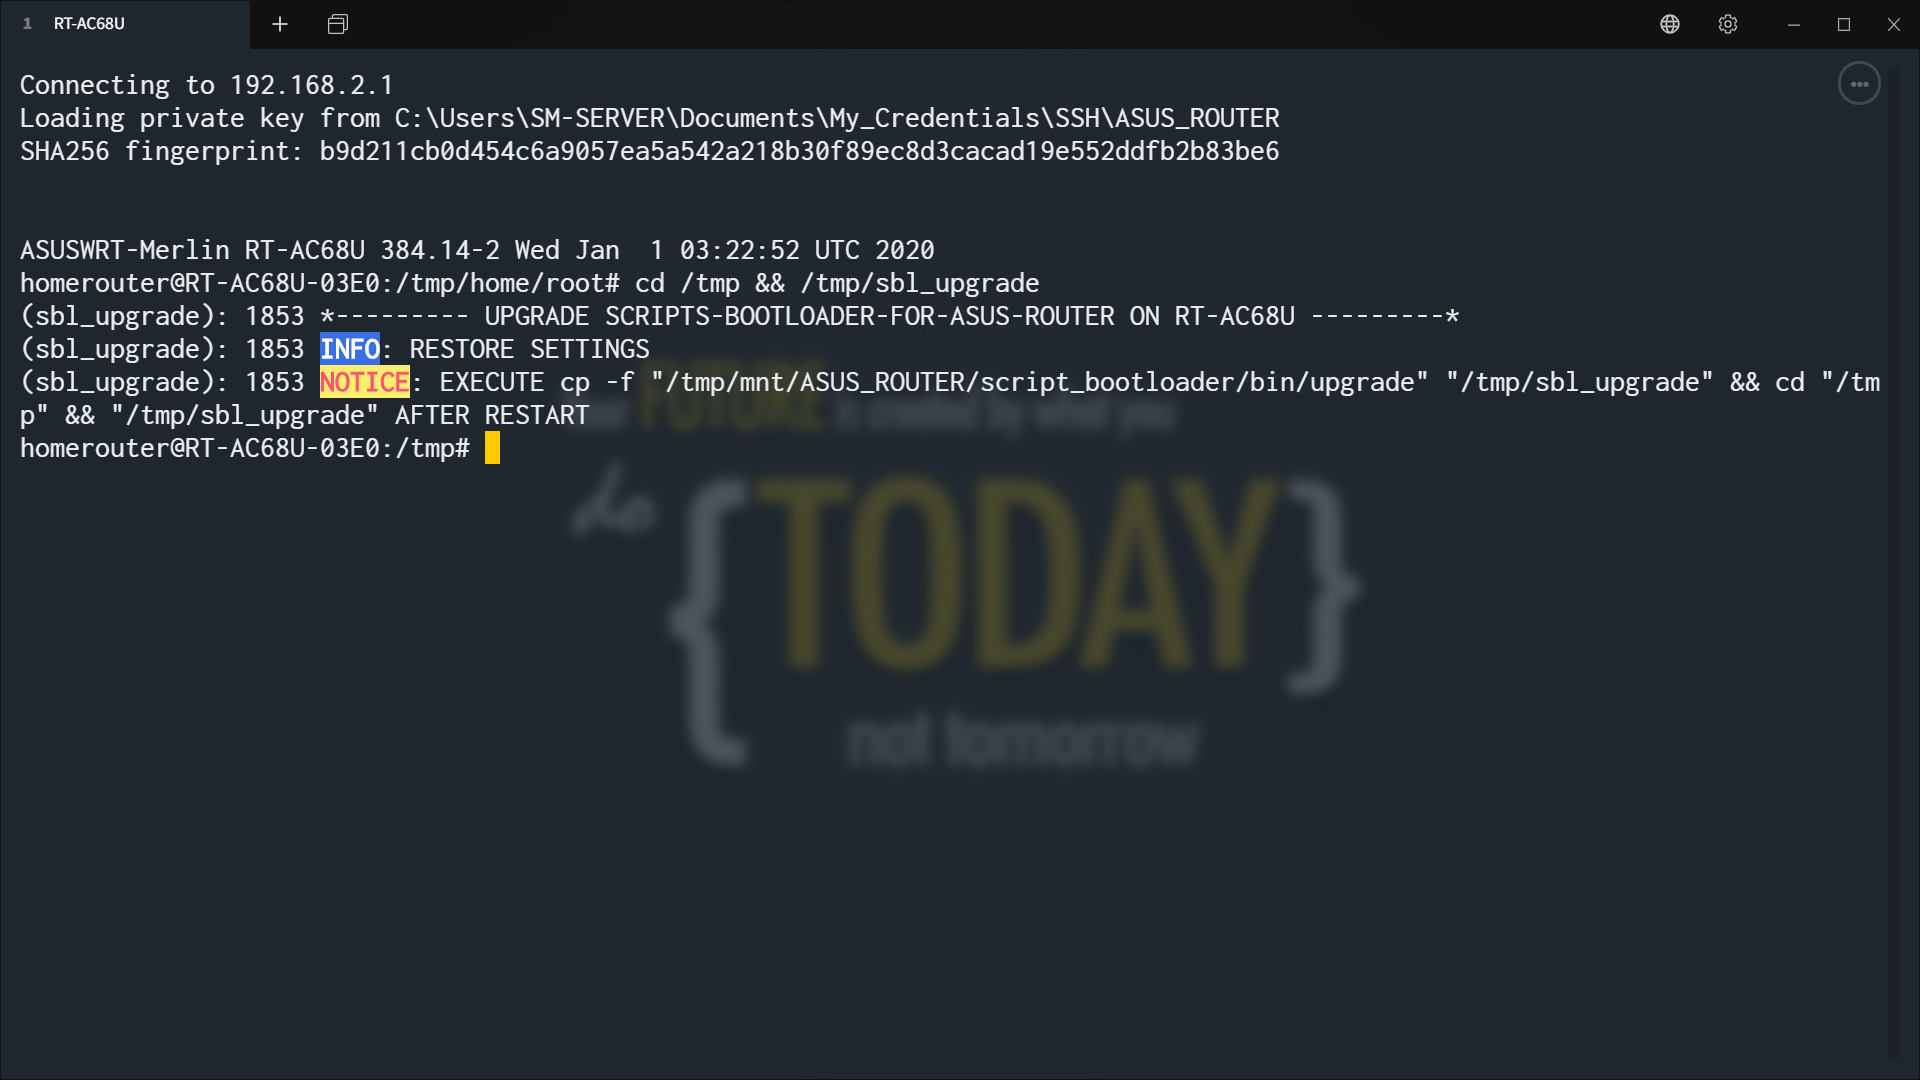 1 RT-AC68U
Connecting to 192.168.2.1
Loading private key from C:\Users\SM-SERVER\Documents\My_Credentials\SSH\ASUS_ROUTER
SHA256 fingerprint: b9d211cb0d454c6a9057ea5a542a218b30f89ec8d3cacad19e552ddfb2b83be6
ASUSWRT-Merlin RT-AC68U 384.14-2 Wed Jan  1 03:22:52 UTC 2020
homerouter@RT-AC68U-03E0:/tmp/home/root# cd /tmp && /tmp/sbl_upgrade
(sbl_upgrade): 1853 *--------- UPGRADE SCRIPTS-BOOTLOADER-FOR-ASUS-ROUTER ON RT-AC68U ---------*
(sbl_upgrade): 1853 INFO: RESTORE SETTINGS
(sbl_upgrade): 1853 NOTICE: EXECUTE cp -f "/tmp/mnt/ASUS_ROUTER/script_bootloader/bin/upgrade" "/tmp/sbl_upgrade" && cd "/tm
p" && "/tmp/sbl_upgrade" AFTER RESTART
homerouter@RT-AC68U-03E0:/tmp#
your FUTURE is created by what you
do {TODAY}
not tomorrow